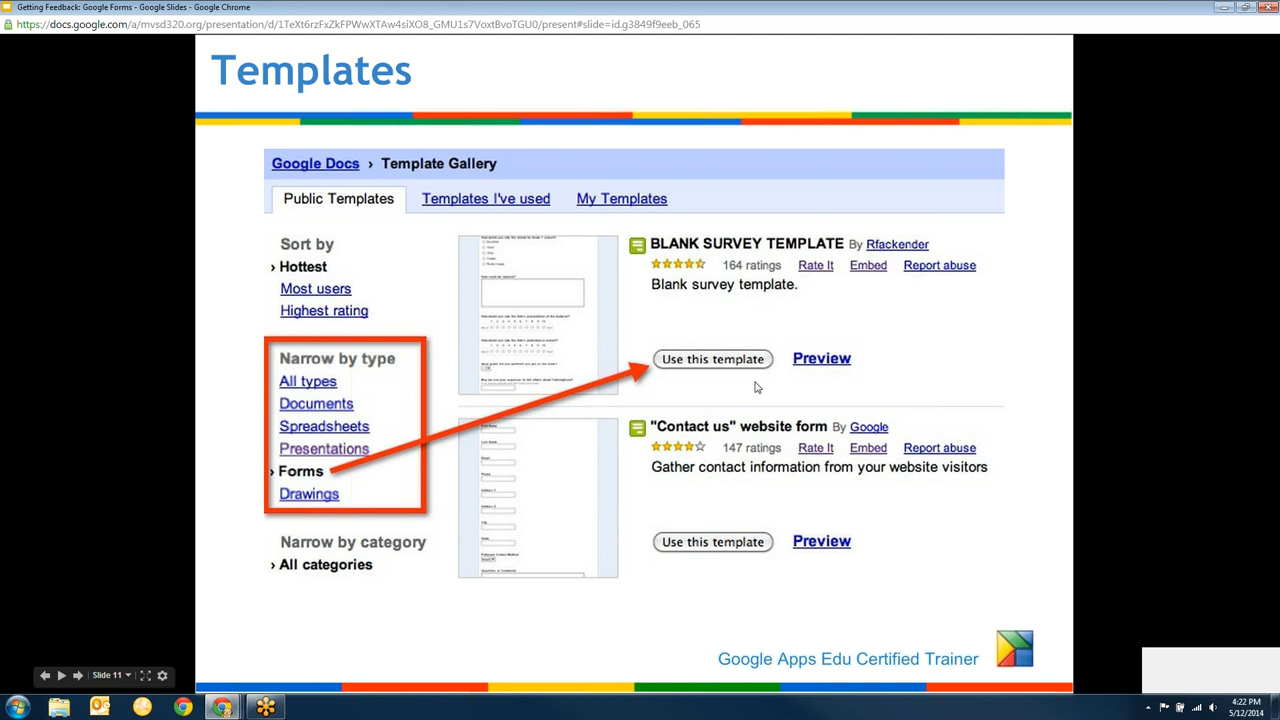 Getting Feedback: Google Forms - Google Slides - Google Chrome
https://docs.google.com/a/mvsd320.org/presentation/d/1TeXt6rzFxZkFPWwXTAw4siXO8_GMU1s7VoxtBvoTGU0/present#slide=id.g3849f9eeb_065
Templates
Google Docs › Template Gallery
Public Templates Templates I've used My Templates
Sort by
› Hottest
Most users
Highest rating
Narrow by type
All types
Documents
Spreadsheets
Presentations
› Forms
Drawings
Narrow by category
› All categories
BLANK SURVEY TEMPLATE By Rfackender
164 ratings Rate It Embed Report abuse
Blank survey template.
Use this template Preview
"Contact us" website form By Google
147 ratings Rate It Embed Report abuse
Gather contact information from your website visitors
Use this template Preview
Google Apps Edu Certified Trainer
Slide 11
4:22 PM
5/12/2014